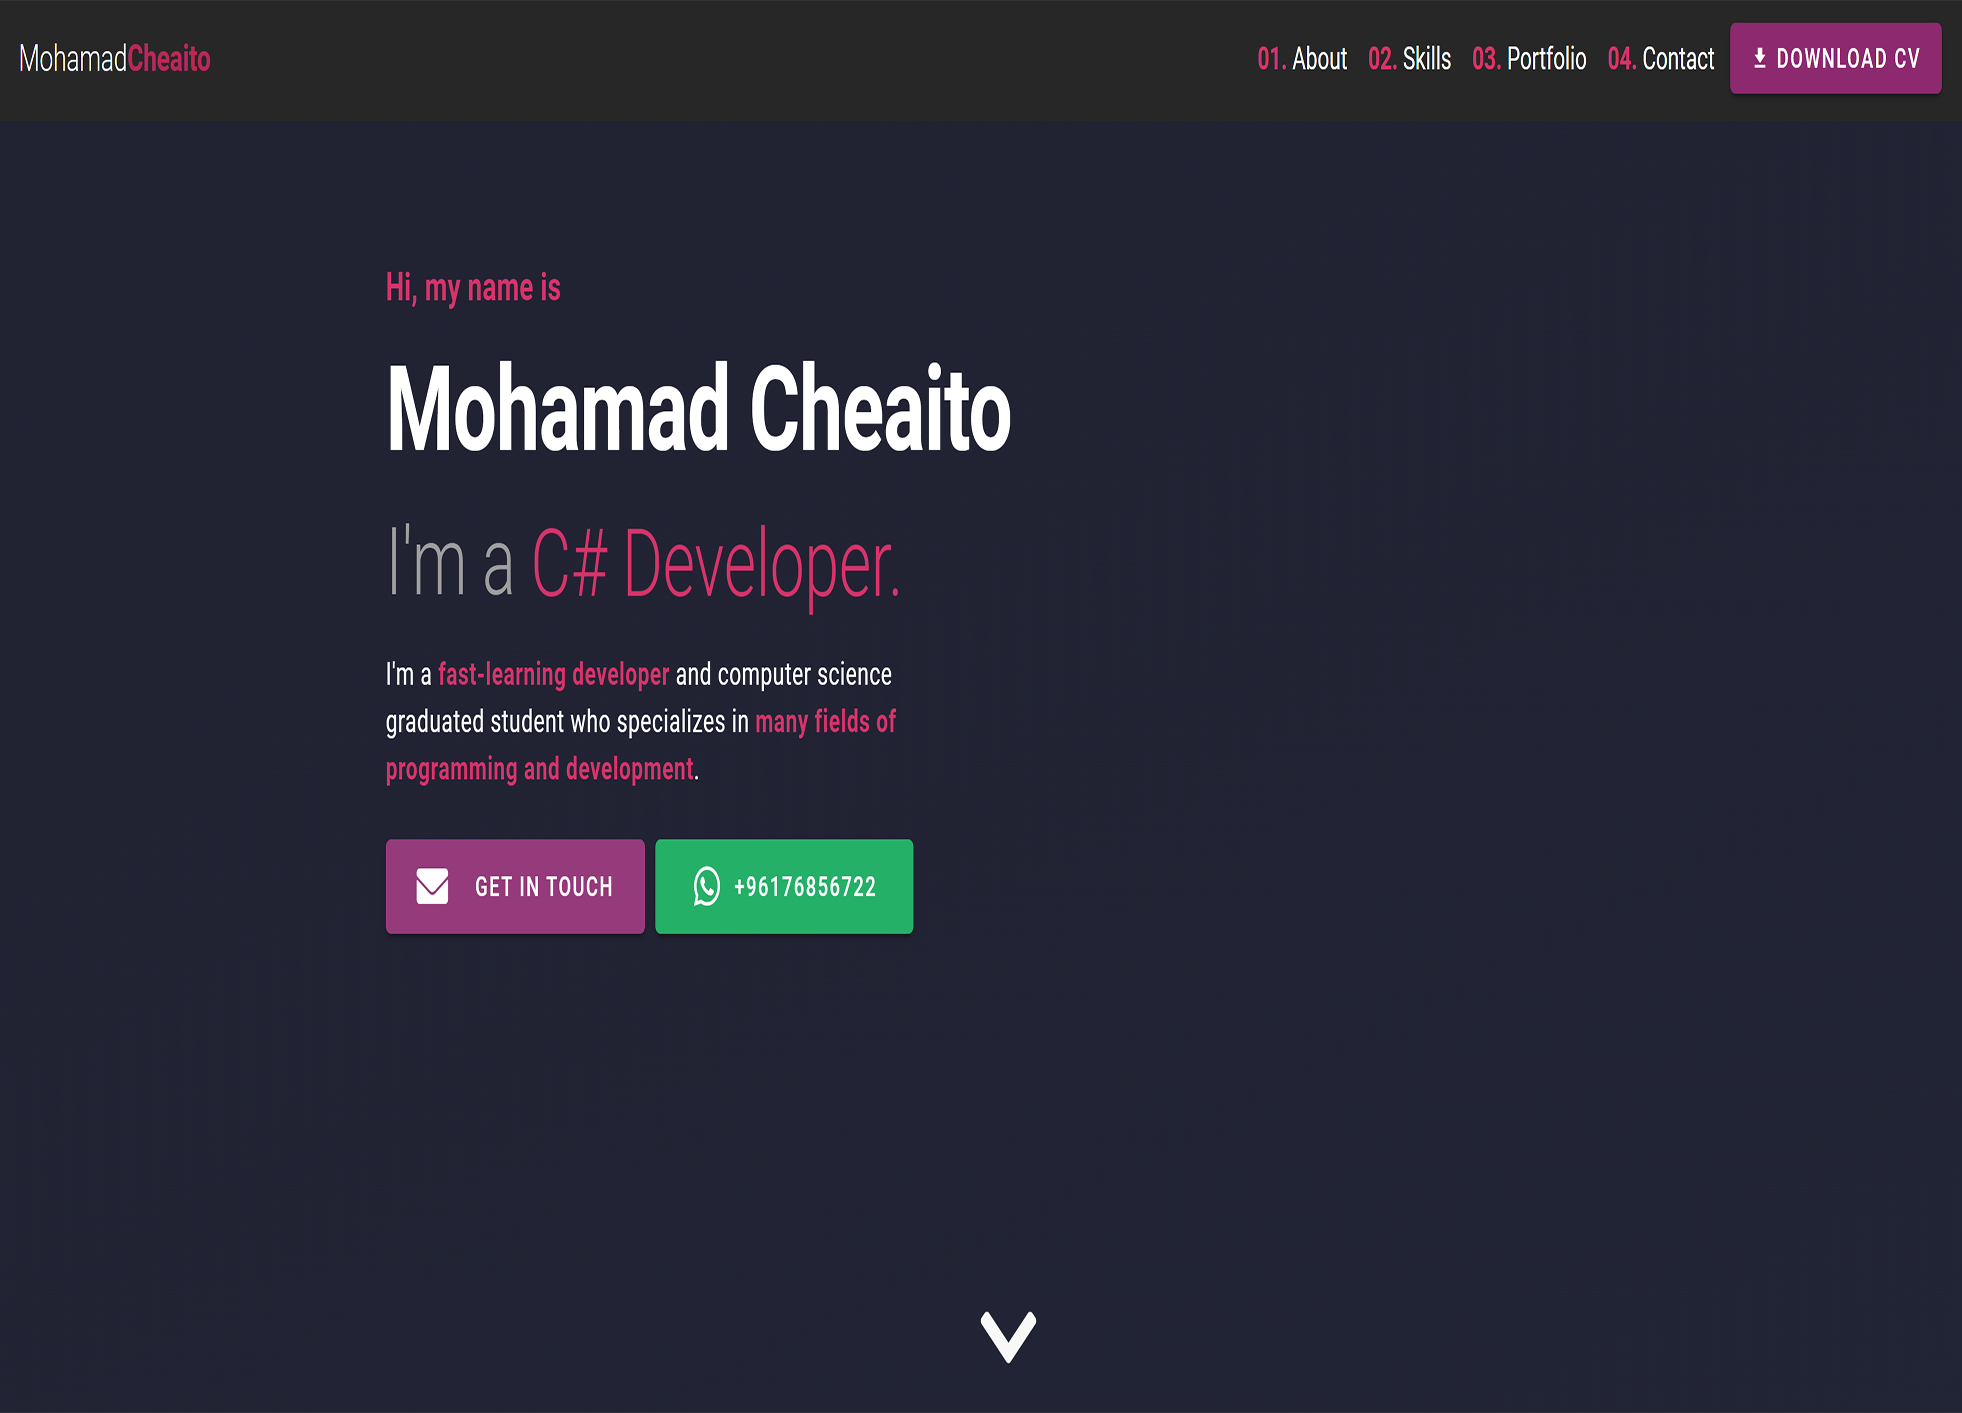 MohamadCheaito
01. About 02. Skills 03. Portfolio 04. Contact DOWNLOAD CV
Hi, my name is
Mohamad Cheaito
I'm a C# Developer.
I'm a fast-learning developer and computer science
graduated student who specializes in many fields of
programming and development.
GET IN TOUCH +96176856722